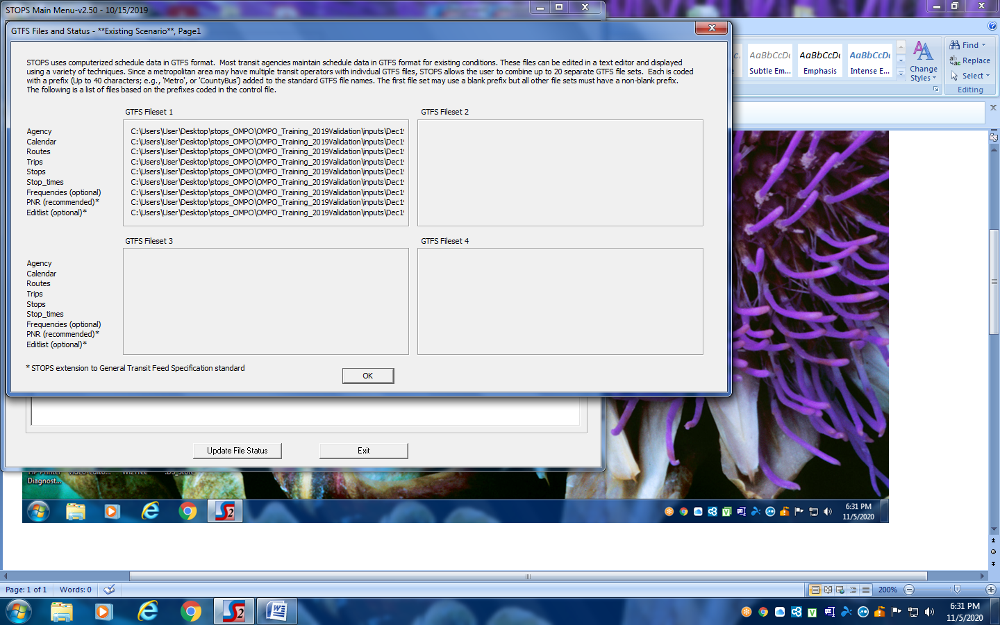 STOPS Main Menu-v2.50 - 10/15/2019
GTFS Files and Status - **Existing Scenario**, Page1
STOPS uses computerized schedule data in GTFS format.  Most transit agencies maintain schedule data in GTFS format for existing conditions. These files can be edited in a text editor and displayed
using a variety of techniques. Since a metropolitan area may have multiple transit operators with indivdual GTFS files, STOPS allows the user to combine up to 20 separate GTFS file sets.  Each is coded
with a prefix (Up to 40 characters; e.g., 'Metro', or 'CountyBus') added to the standard GTFS file names. The first file set may use a blank prefix but all other file sets must have a non-blank prefix.
The following is a list of files based on the prefixes coded in the control file.
GTFS Fileset 1
GTFS Fileset 2
Agency C:\Users\User\Desktop\stops_OMPO\OMPO_Training_2019Validation\inputs\Dec19
Calendar C:\Users\User\Desktop\stops_OMPO\OMPO_Training_2019Validation\inputs\Dec19
Routes C:\Users\User\Desktop\stops_OMPO\OMPO_Training_2019Validation\inputs\Dec19
Trips C:\Users\User\Desktop\stops_OMPO\OMPO_Training_2019Validation\inputs\Dec19
Stops C:\Users\User\Desktop\stops_OMPO\OMPO_Training_2019Validation\inputs\Dec19
Stop_times C:\Users\User\Desktop\stops_OMPO\OMPO_Training_2019Validation\inputs\Dec19
Frequencies (optional) C:\Users\User\Desktop\stops_OMPO\OMPO_Training_2019Validation\inputs\Dec19
PNR (recommended)* C:\Users\User\Desktop\stops_OMPO\OMPO_Training_2019Validation\inputs\Dec19
Editlist (optional)* C:\Users\User\Desktop\stops_OMPO\OMPO_Training_2019Validation\inputs\Dec19
GTFS Fileset 3
GTFS Fileset 4
Agency
Calendar
Routes
Trips
Stops
Stop_times
Frequencies (optional)
PNR (recommended)*
Editlist (optional)*
* STOPS extension to General Transit Feed Specification standard
OK
Update File Status
Exit
AaBbCcDc AaBbCcDc AaBbCcDc
Subtle Em... Emphasis Intense E...
Change
Styles
Find
Replace
Select
Editing
Diagnost...
6:31 PM
11/5/2020
Page: 1 of 1 Words: 0
200%
6:31 PM
11/5/2020